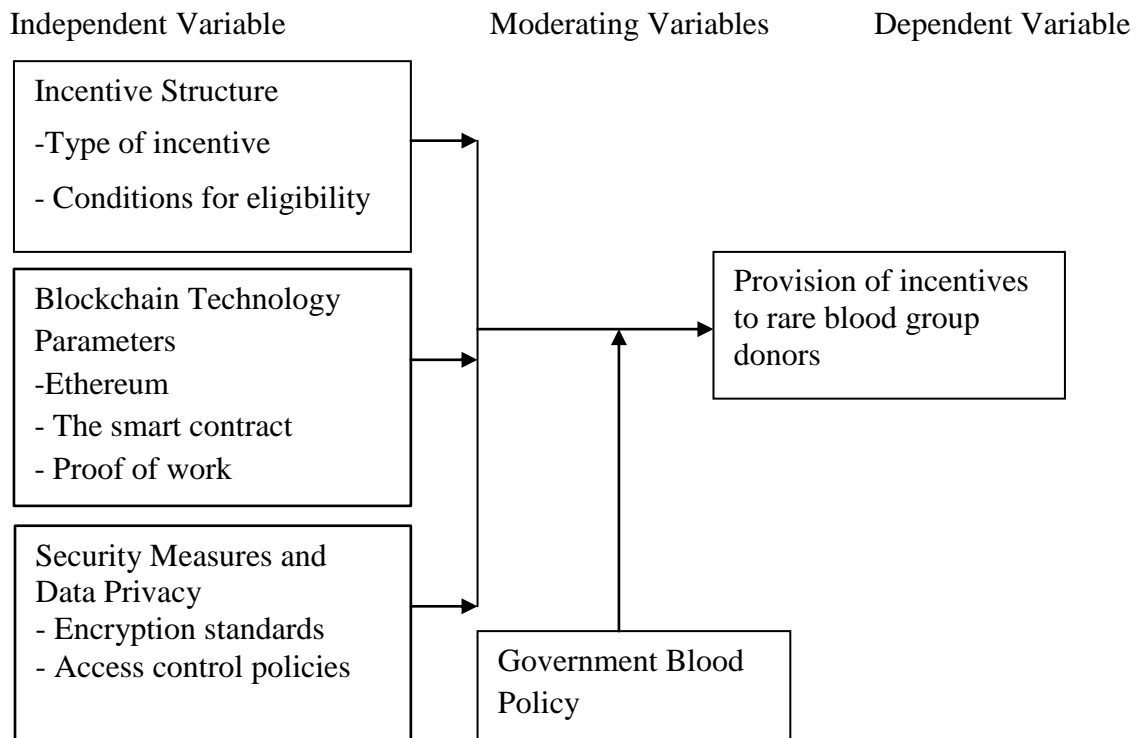 Independent Variable
Moderating Variables
Dependent Variable
Incentive Structure
-Type of incentive
- Conditions for eligibility
Blockchain Technology
Parameters
-Ethereum
- The smart contract
- Proof of work
Security Measures and
Data Privacy
- Encryption standards
- Access control policies
Government Blood
Policy
Provision of incentives
to rare blood group
donors